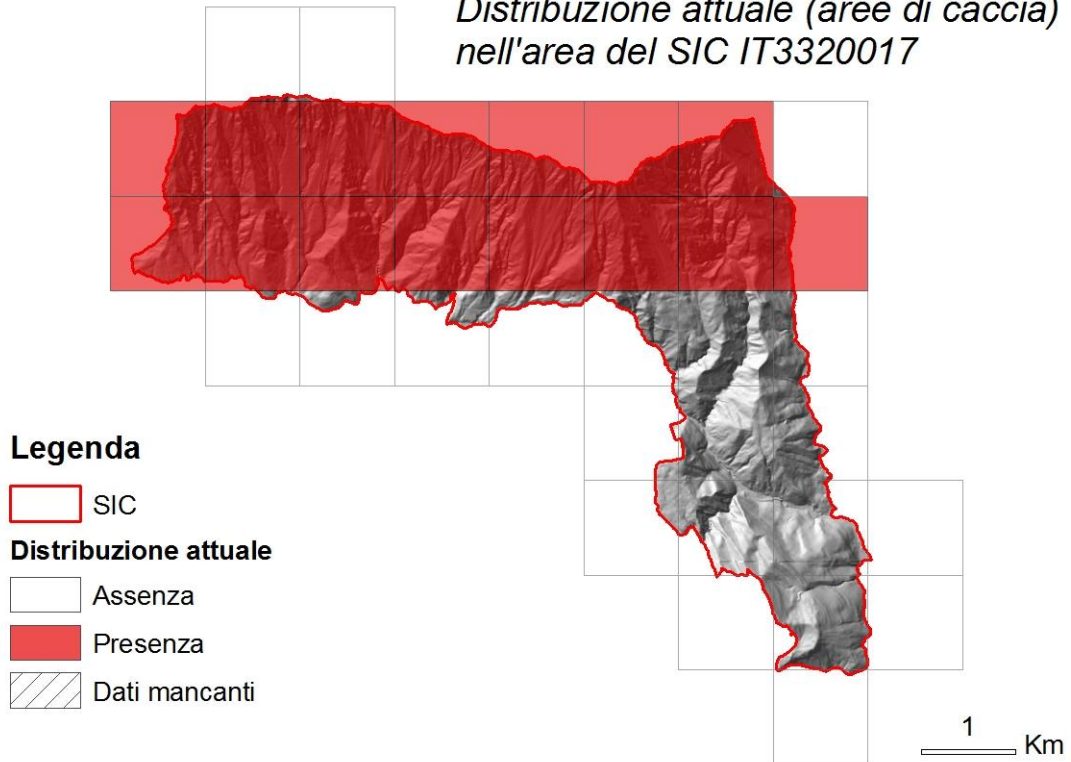 Distribuzione attuale (aree di caccia)
nell'area del SIC IT3320017
Legenda
SIC
Distribuzione attuale
Assenza
Presenza
Dati mancanti
1
Km